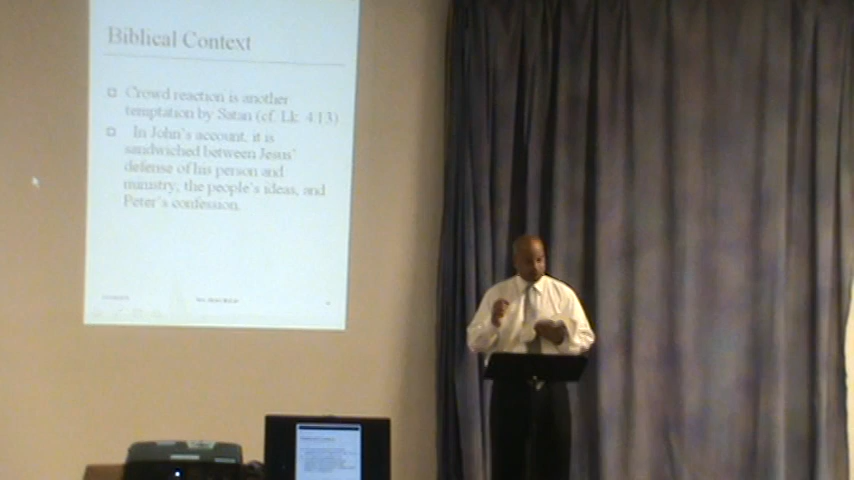 Biblical Context
Crowd reaction is another
temptation by Satan (cf. Lk. 4:13)
In John's account, it is
sandwiched between Jesus'
defense of his person and
ministry; the people's ideas, and
Peter's confession.